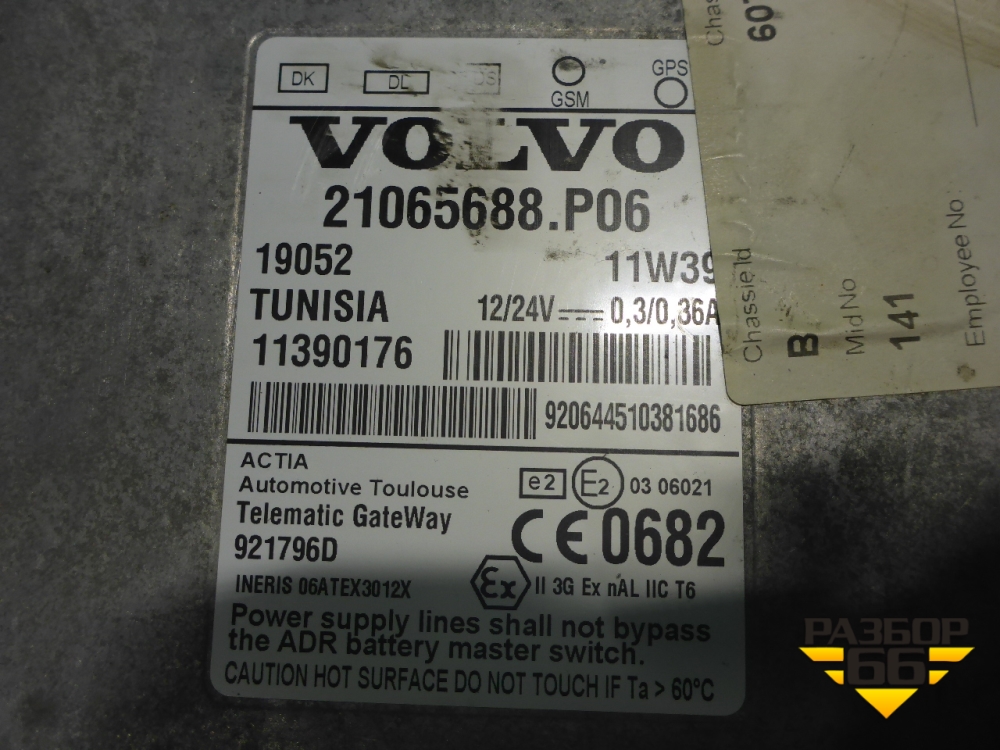 DK DL
GSM
GPS
VOLVO
21065688.P06
19052 11W39
TUNISIA 12/24V 0,3/0,36A
11390176
920644510381686
ACTIA
Automotive Toulouse e2 E2 03 06021
Telematic GateWay
921796D CE 0682
INERIS 06ATEX3012X Ex II 3G Ex nAL IIC T6
Power supply lines shall not bypass
the ADR battery master switch.
CAUTION HOT SURFACE DO NOT TOUCH IF Ta > 60°C
Chassie Id
B
Mid No
141
Employee No
РАЗБОР
66